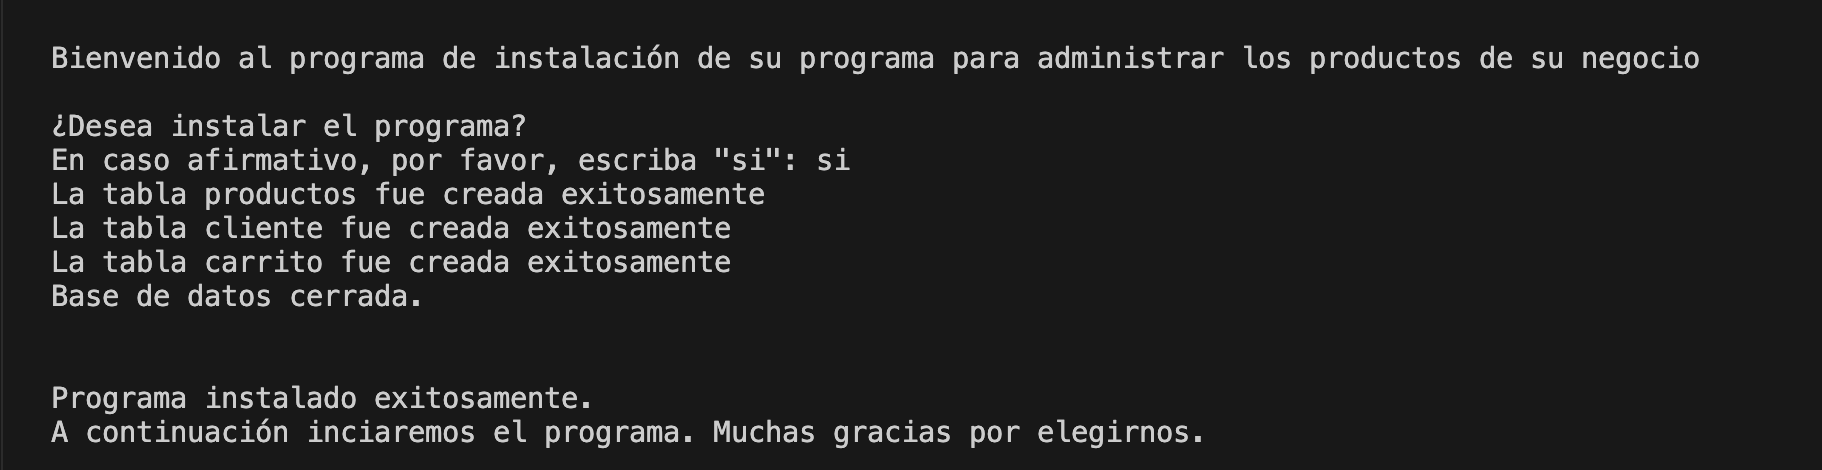 Bienvenido al programa de instalación de su programa para administrar los productos de su negocio
¿Desea instalar el programa?
En caso afirmativo, por favor, escriba "si": si
La tabla productos fue creada exitosamente
La tabla cliente fue creada exitosamente
La tabla carrito fue creada exitosamente
Base de datos cerrada.
Programa instalado exitosamente.
A continuación inciaremos el programa. Muchas gracias por elegirnos.